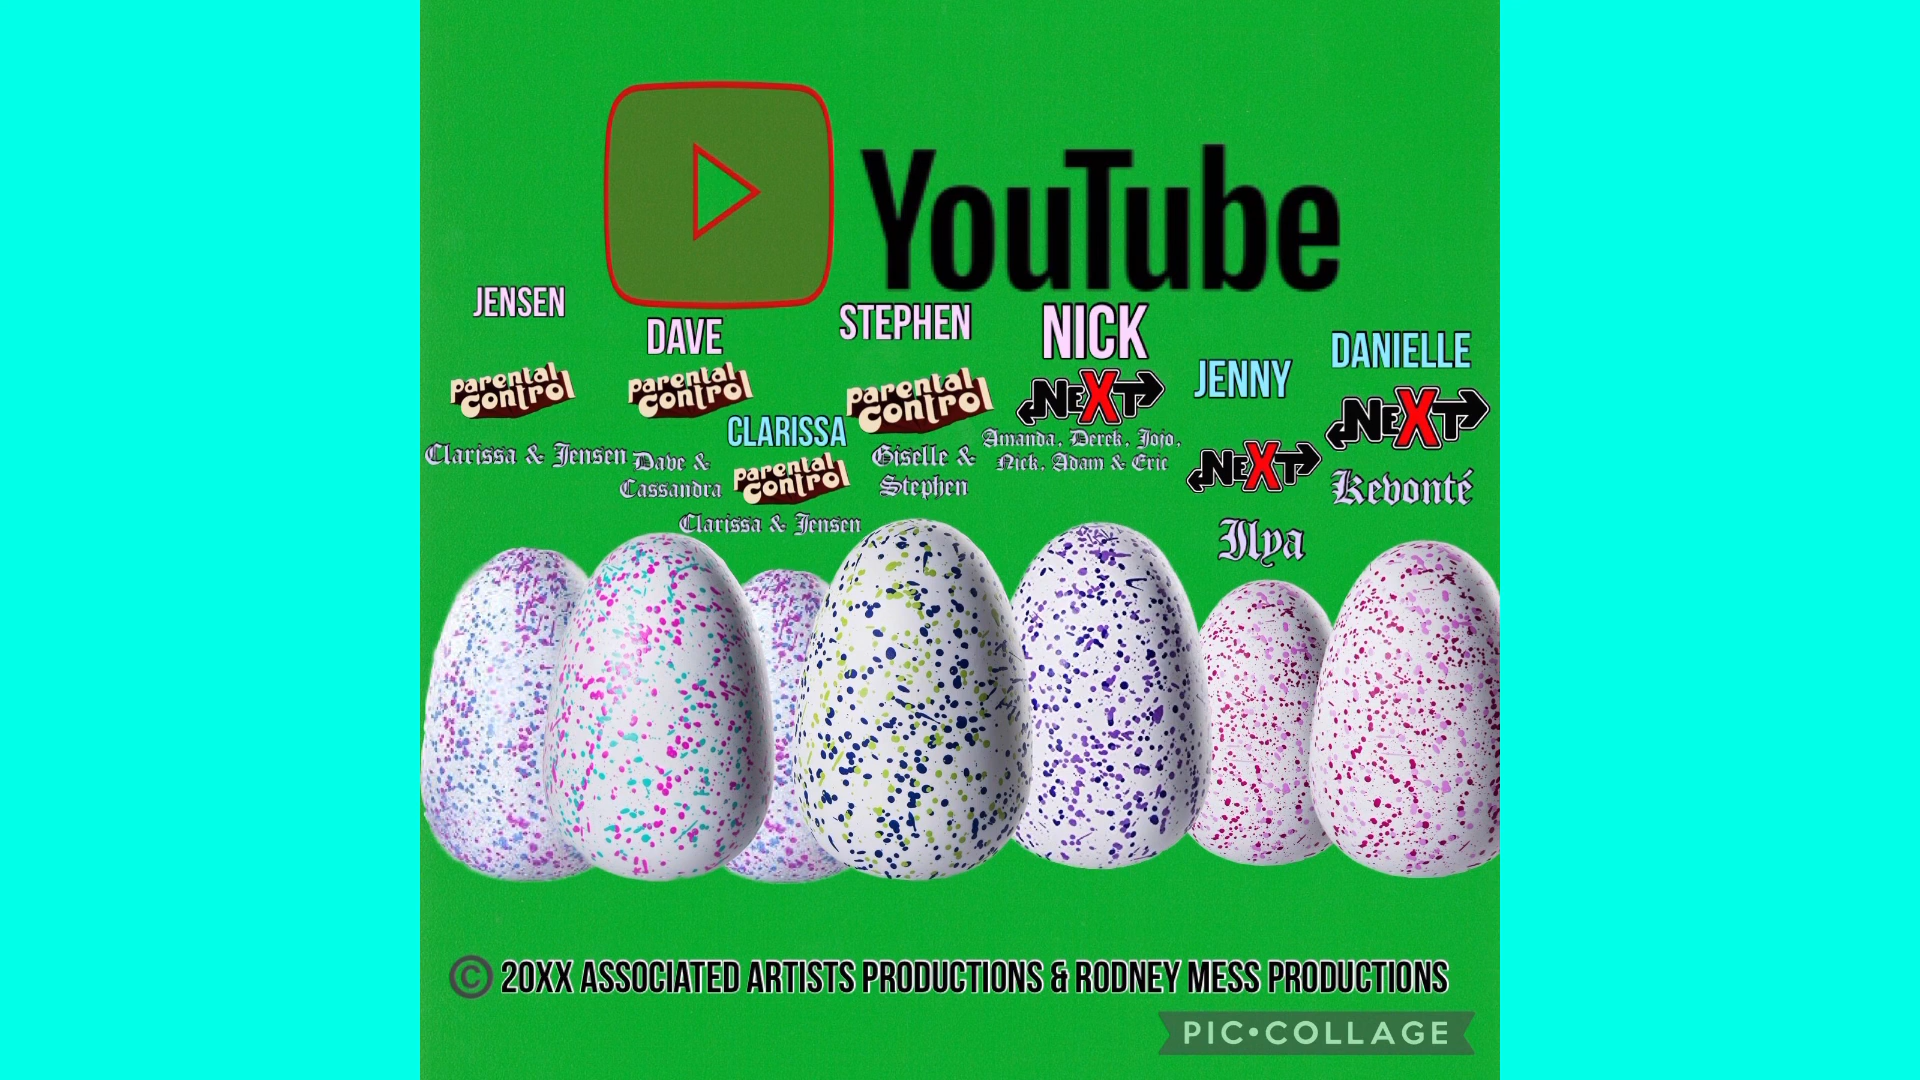 YouTube
JENSEN
parental
control
Clarissa & Jensen
DAVE
parental
control
Dave &
Cassandra
CLARISSA
parental
control
Clarissa & Jensen
STEPHEN
parental
control
Giselle &
Stephen
NICK
NEXT
Amanda, Derek, Jojo,
Nick, Adam & Eric
JENNY
NEXT
Ilya
DANIELLE
NEXT
Kevonté
© 20XX ASSOCIATED ARTISTS PRODUCTIONS & RODNEY MESS PRODUCTIONS
PIC•COLLAGE